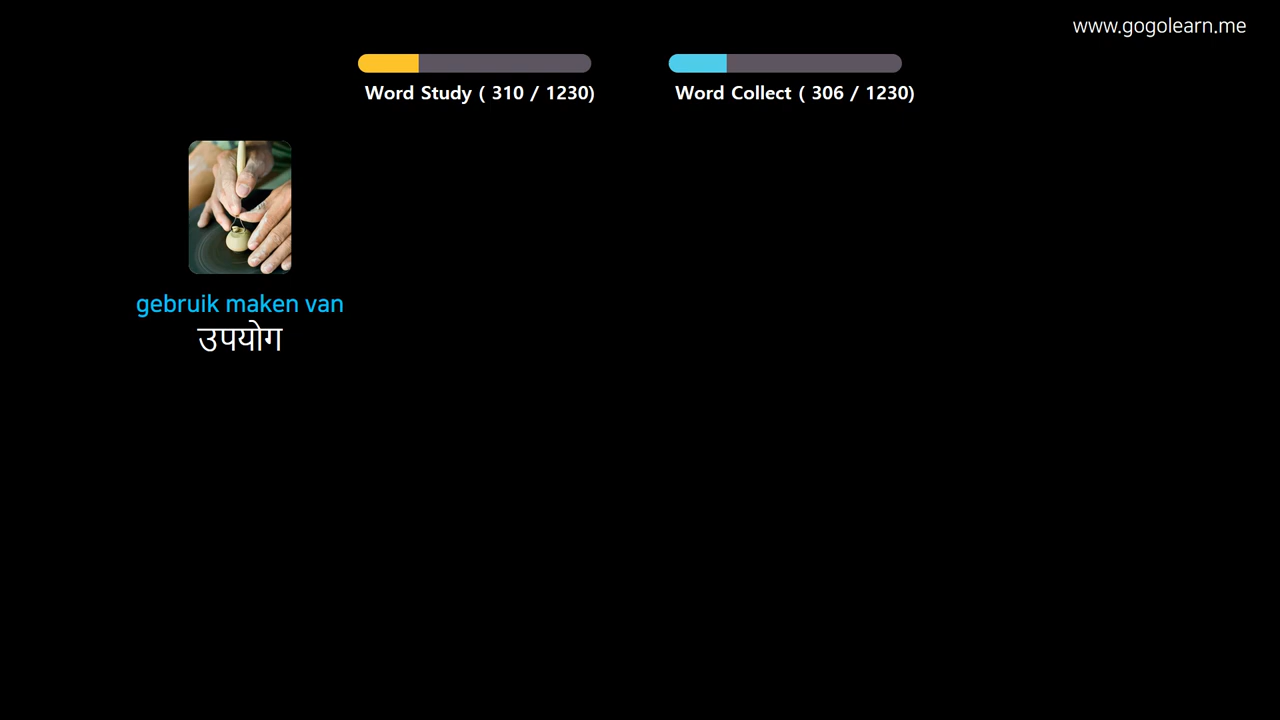 www.gogolearn.me
Word Study ( 310 / 1230)
Word Collect ( 306 / 1230)
gebruik maken van
उपयोग